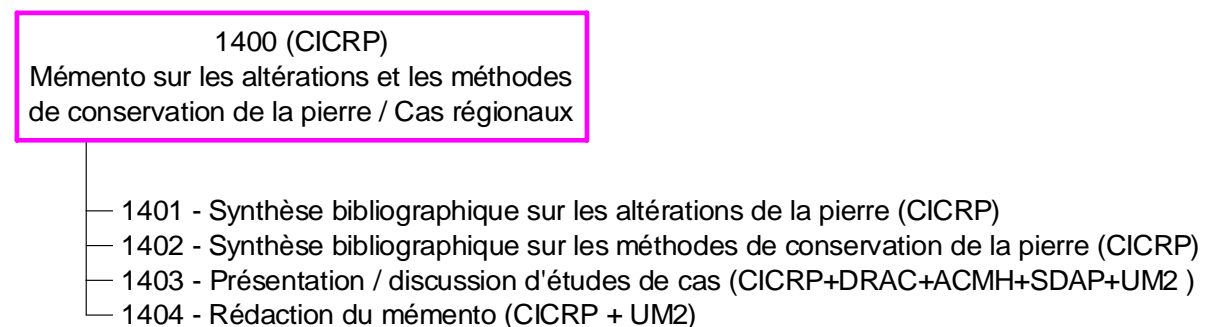 1400 (CICRP)
Mémento sur les altérations et les méthodes
de conservation de la pierre / Cas régionaux
1401 - Synthèse bibliographique sur les altérations de la pierre (CICRP)
1402 - Synthèse bibliographique sur les méthodes de conservation de la pierre (CICRP)
1403 - Présentation / discussion d'études de cas (CICRP+DRAC+ACMH+SDAP+UM2 )
1404 - Rédaction du mémento (CICRP + UM2)